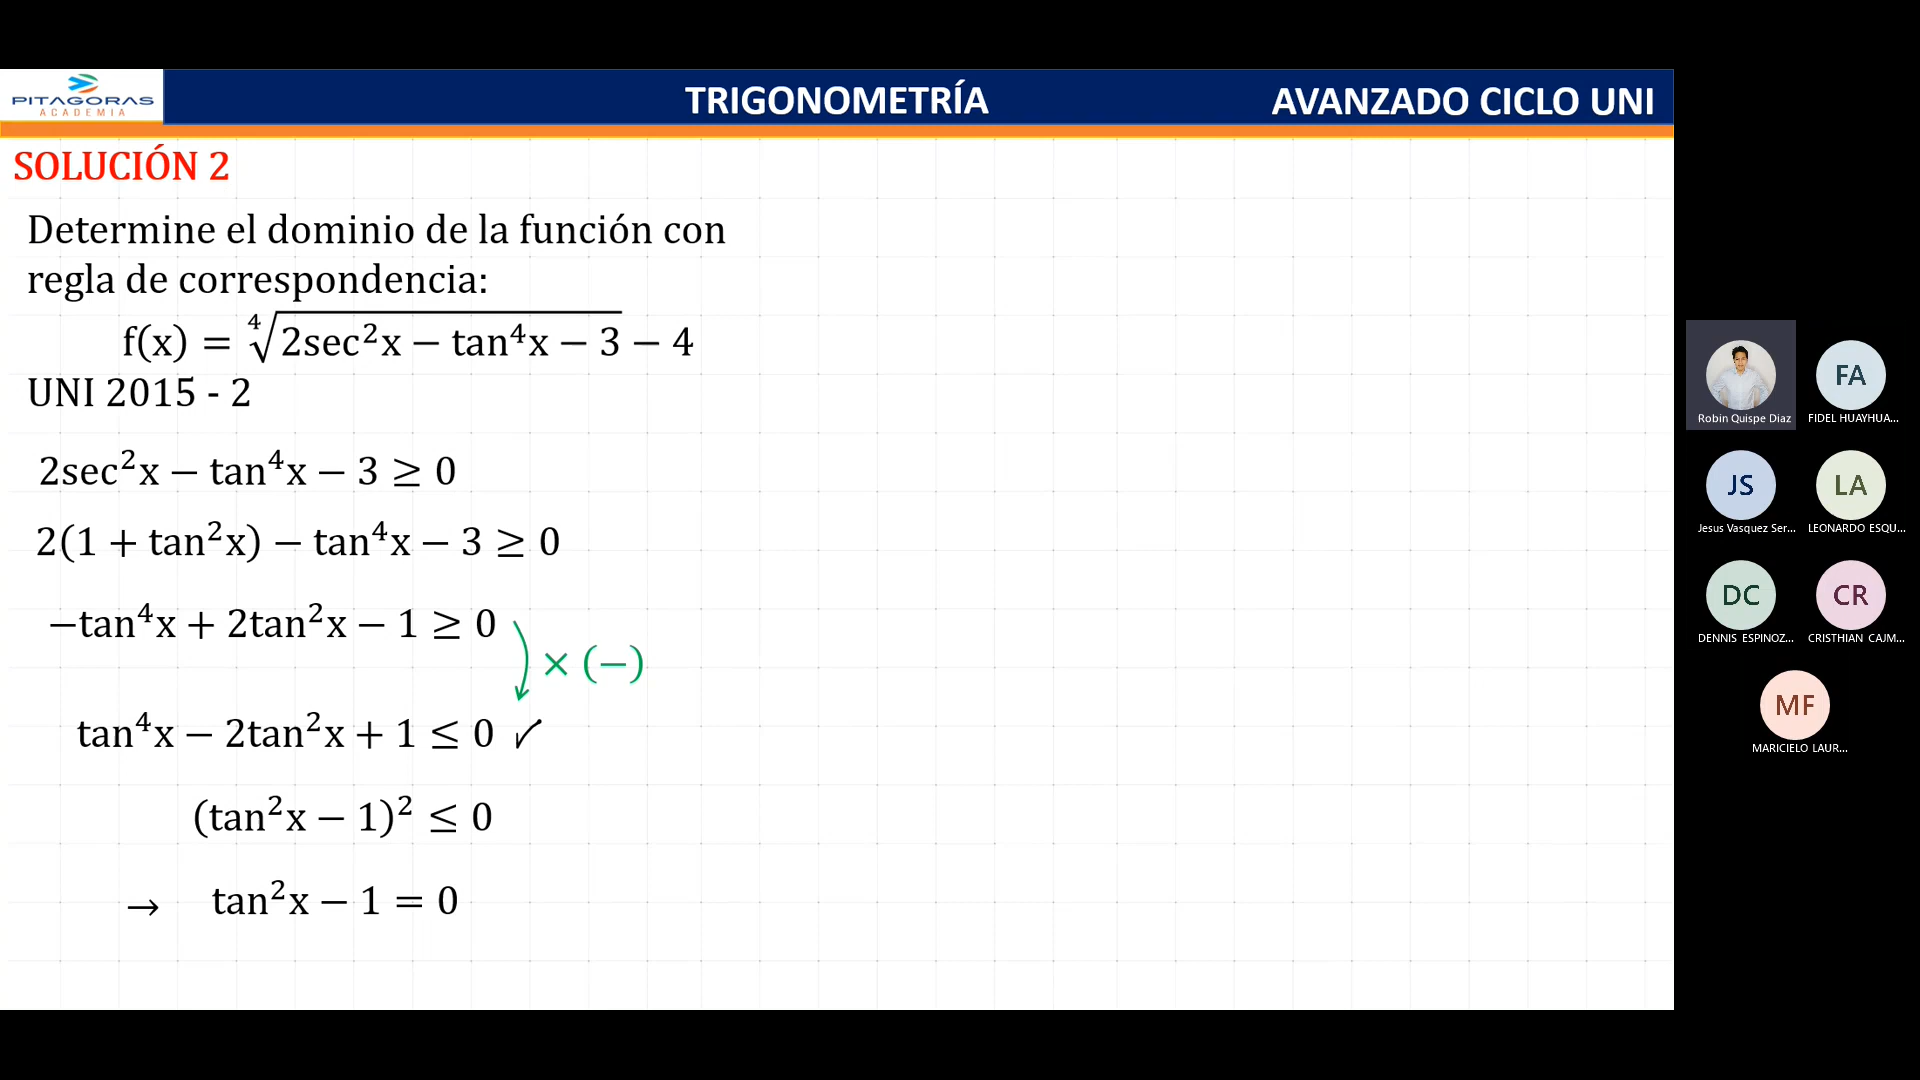 PITAGORAS
ACADEMIA
TRIGONOMETRÍA
AVANZADO CICLO UNI
SOLUCIÓN 2
Determine el dominio de la función con
regla de correspondencia:
f(x) = ⁴√(2sec²x − tan⁴x − 3) − 4
UNI 2015 - 2
2sec²x − tan⁴x − 3 ≥ 0
2(1 + tan²x) − tan⁴x − 3 ≥ 0
−tan⁴x + 2tan²x − 1 ≥ 0
× (−)
tan⁴x − 2tan²x + 1 ≤ 0 ✓
(tan²x − 1)² ≤ 0
→ tan²x − 1 = 0
Robin Quispe Diaz
FA
FIDEL HUAYHUA...
JS
Jesus Vasquez Ser...
LA
LEONARDO ESQU...
DC
DENNIS ESPINOZ...
CR
CRISTHIAN CAJM...
MF
MARICIELO LAUR...